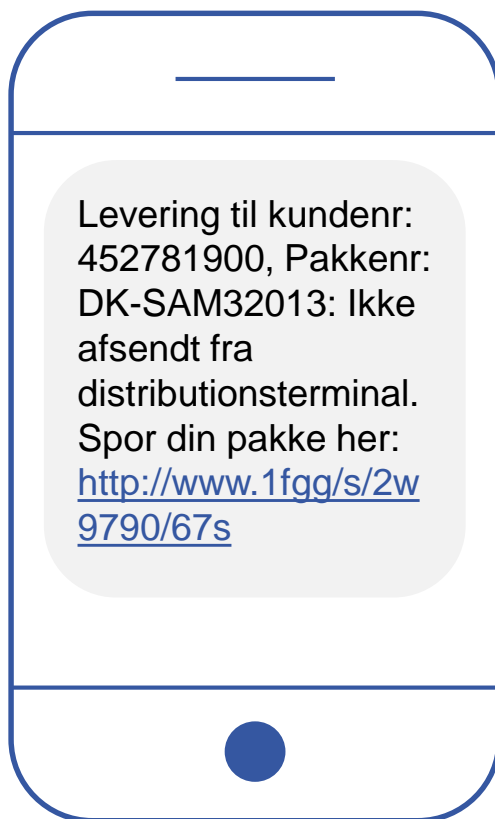 Levering til kundenr:
452781900, Pakkenr:
DK-SAM32013: Ikke
afsendt fra
distributionsterminal.
Spor din pakke her:
http://www.1fgg/s/2w
9790/67s